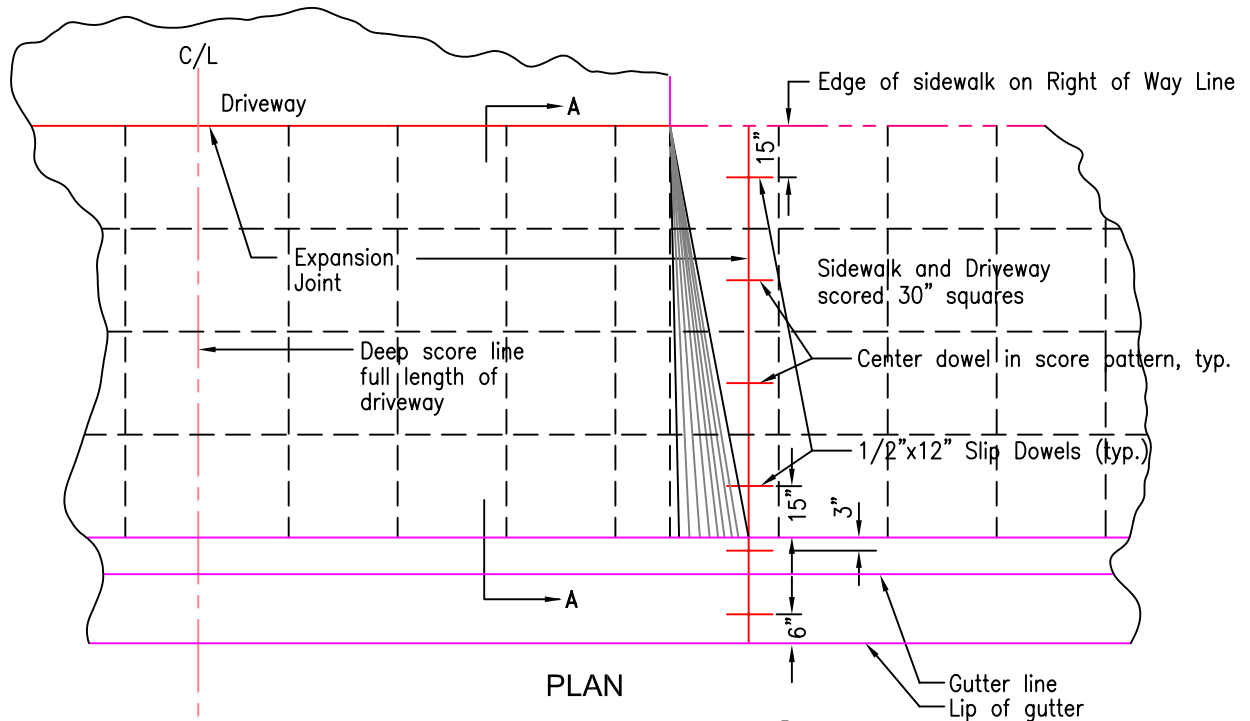 C/L
Edge of sidewalk on Right of Way Line
Driveway
A
15"
Expansion
Joint
Sidewalk and Driveway
scored 30" squares
Deep score line
full length of
driveway
Center dowel in score pattern, typ.
1/2"x12" Slip Dowels (typ.)
15"
3"
A
6"
PLAN
Gutter line
Lip of gutter